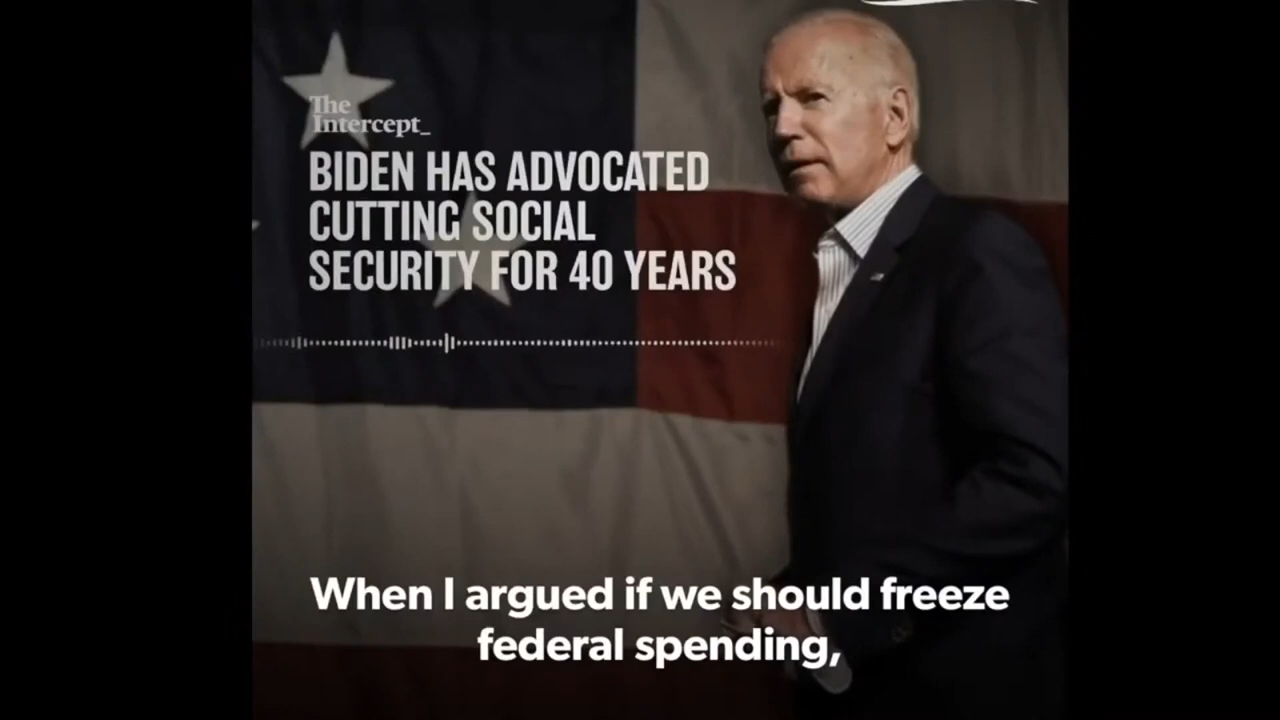 The
Intercept_
BIDEN HAS ADVOCATED
CUTTING SOCIAL
SECURITY FOR 40 YEARS
When I argued if we should freeze
federal spending,